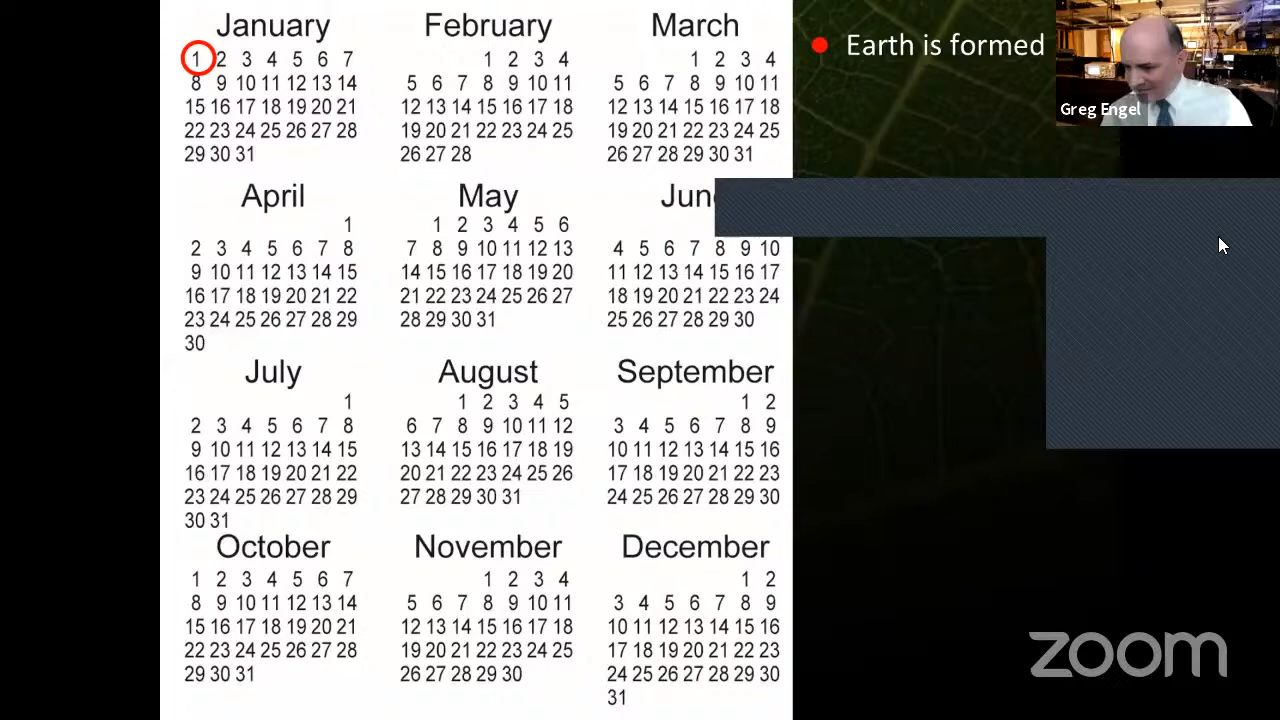 January
1 2 3 4 5 6 7
8 9 10 11 12 13 14
15 16 17 18 19 20 21
22 23 24 25 26 27 28
29 30 31
February
1 2 3 4
5 6 7 8 9 10 11
12 13 14 15 16 17 18
19 20 21 22 23 24 25
26 27 28
March
1 2 3 4
5 6 7 8 9 10 11
12 13 14 15 16 17 18
19 20 21 22 23 24 25
26 27 28 29 30 31
April
1
2 3 4 5 6 7 8
9 10 11 12 13 14 15
16 17 18 19 20 21 22
23 24 25 26 27 28 29
30
May
1 2 3 4 5 6
7 8 9 10 11 12 13
14 15 16 17 18 19 20
21 22 23 24 25 26 27
28 29 30 31
June
4 5 6 7 8 9 10
11 12 13 14 15 16 17
18 19 20 21 22 23 24
25 26 27 28 29 30
July
1
2 3 4 5 6 7 8
9 10 11 12 13 14 15
16 17 18 19 20 21 22
23 24 25 26 27 28 29
30 31
August
1 2 3 4 5
6 7 8 9 10 11 12
13 14 15 16 17 18 19
20 21 22 23 24 25 26
27 28 29 30 31
September
1 2
3 4 5 6 7 8 9
10 11 12 13 14 15 16
17 18 19 20 21 22 23
24 25 26 27 28 29 30
October
1 2 3 4 5 6 7
8 9 10 11 12 13 14
15 16 17 18 19 20 21
22 23 24 25 26 27 28
29 30 31
November
1 2 3 4
5 6 7 8 9 10 11
12 13 14 15 16 17 18
19 20 21 22 23 24 25
26 27 28 29 30
December
1 2
3 4 5 6 7 8 9
10 11 12 13 14 15 16
17 18 19 20 21 22 23
24 25 26 27 28 29 30
31
Earth is formed
Greg Engel
zoom